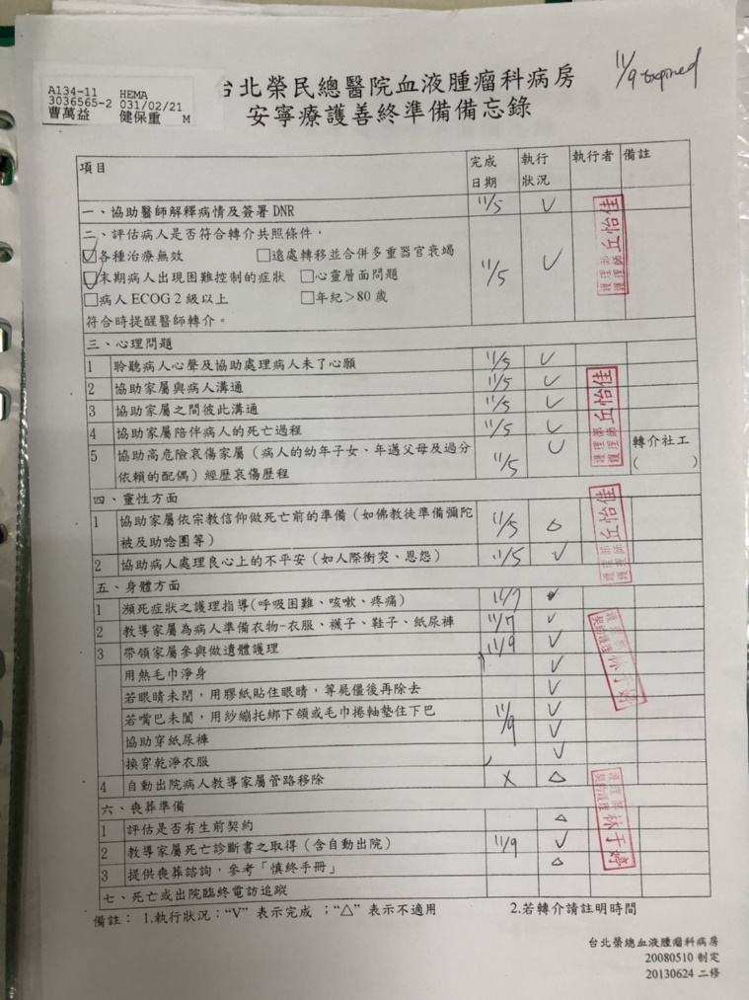 A134-11 HEMA
3036565-2 031/02/21
曹萬益 健保重 M
台北榮民總醫院血液腫瘤科病房
11/9 expired
安寧療護善終準備備忘錄
項目 完成日期 執行狀況 執行者 備註
一、協助醫師解釋病情及簽署 DNR 11/5 V
二、評估病人是否符合轉介共照條件。
☑各種治療無效 □遠處轉移並合併多重器官衰竭
☑末期病人出現困難控制的症狀 □心靈層面問題 11/5 V
□病人 ECOG 2 級以上 □年紀＞80 歲
符合時提醒醫師轉介。
護理部 護理師 丘怡佳
三、心理問題
1 聆聽病人心聲及協助處理病人未了心願 11/5 V
2 協助家屬與病人溝通 11/5 V
3 協助家屬之間彼此溝通 11/5 V
4 協助家屬陪伴病人的死亡過程 11/5 V
護理部 護理師 丘怡佳
5 協助高危險哀傷家屬（病人的幼年子女、年邁父母及過分 11/5 V 轉介社工
依賴的配偶）經歷哀傷歷程 ( )
四、靈性方面
1 協助家屬依宗教信仰做死亡前的準備（如佛教徒準備彌陀 11/5 △
被及助唸團等）
護理部 護理師 丘怡佳
2 協助病人處理良心上的不平安（如人際衝突、恩怨） 11/5 V
五、身體方面
1 瀕死症狀之護理指導(呼吸困難、咳嗽、疼痛) 11/7 V
2 教導家屬為病人準備衣物-衣服、襪子、鞋子、紙尿褲 11/7 V
3 帶領家屬參與做遺體護理 11/9 V
用熱毛巾淨身 V
若眼睛未閉，用膠紙貼住眼睛，等屍僵後再除去 V
若嘴巴未闔，用紗繃托綁下頷或毛巾捲軸墊住下巴 11/9 V
協助穿紙尿褲 V
換穿乾淨衣服 V
4 自動出院病人教導家屬管路移除 X △
六、喪葬準備
1 評估是否有生前契約 △
2 教導家屬死亡診斷書之取得（含自動出院） 11/9 V
3 提供喪葬諮詢，參考「慎終手冊」 △
七、死亡或出院臨終電訪追蹤
備註： 1.執行狀況：“V” 表示完成 ；“△” 表示不適用 2.若轉介請註明時間
台北榮總血液腫瘤科病房
20080510 制定
20130624 二修